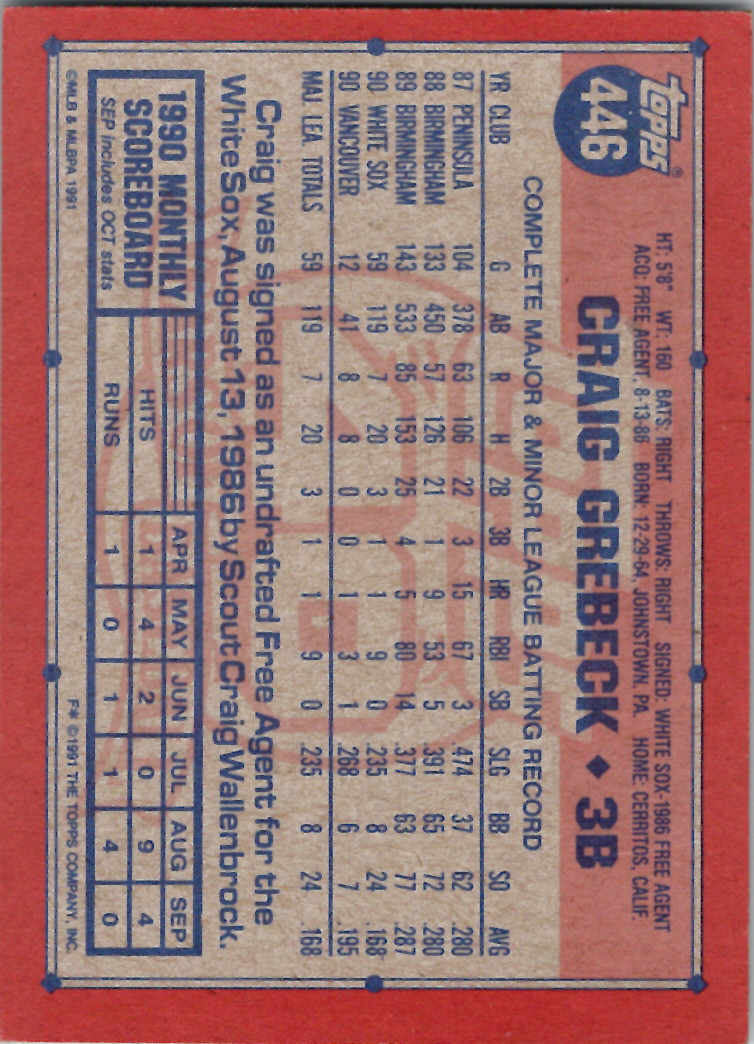 topps®
446
HT: 5'8" WT: 160 BATS: RIGHT THROWS: RIGHT SIGNED: WHITE SOX-1986 FREE AGENT
ACQ: FREE AGENT, 8-13-86 BORN: 12-29-64, JOHNSTOWN, PA. HOME: CERRITOS, CALIF.
CRAIG GREBECK ♦ 3B
COMPLETE MAJOR & MINOR LEAGUE BATTING RECORD
YR CLUB G AB R H 2B 3B HR RBI SB SLG BB SO AVG
87 PENINSULA 104 378 63 106 22 3 15 67 3 .474 37 62 .280
88 BIRMINGHAM 133 450 57 126 21 1 9 53 5 .391 65 72 .280
89 BIRMINGHAM 143 533 85 153 25 4 5 80 14 .377 63 77 .287
90 WHITE SOX 59 119 7 20 3 1 1 9 0 .235 8 24 .168
90 VANCOUVER 12 41 8 8 0 0 1 3 1 .268 6 7 .195
MAJ. LEA. TOTALS 59 119 7 20 3 1 1 9 0 .235 8 24 .168
Craig was signed as an undrafted Free Agent for the
White Sox, August 13, 1986 by Scout Craig Wallenbrock.
1990 MONTHLY
SCOREBOARD
SEP includes OCT stats
APR MAY JUN JUL AUG SEP
HITS 1 4 2 0 9 4
RUNS 1 0 1 1 4 0
©MLB & MLBPA 1991
F* ©1991 THE TOPPS COMPANY, INC.